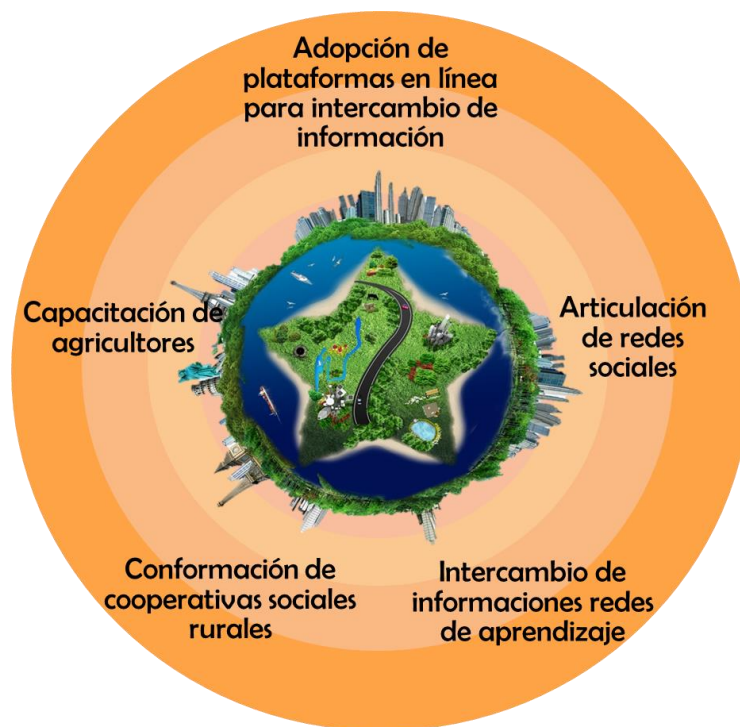 Adopción de
plataformas en línea
para intercambio de
información
Capacitación de
agricultores
Articulación
de redes
sociales
Conformación de
cooperativas sociales
rurales
Intercambio de
informaciones redes
de aprendizaje